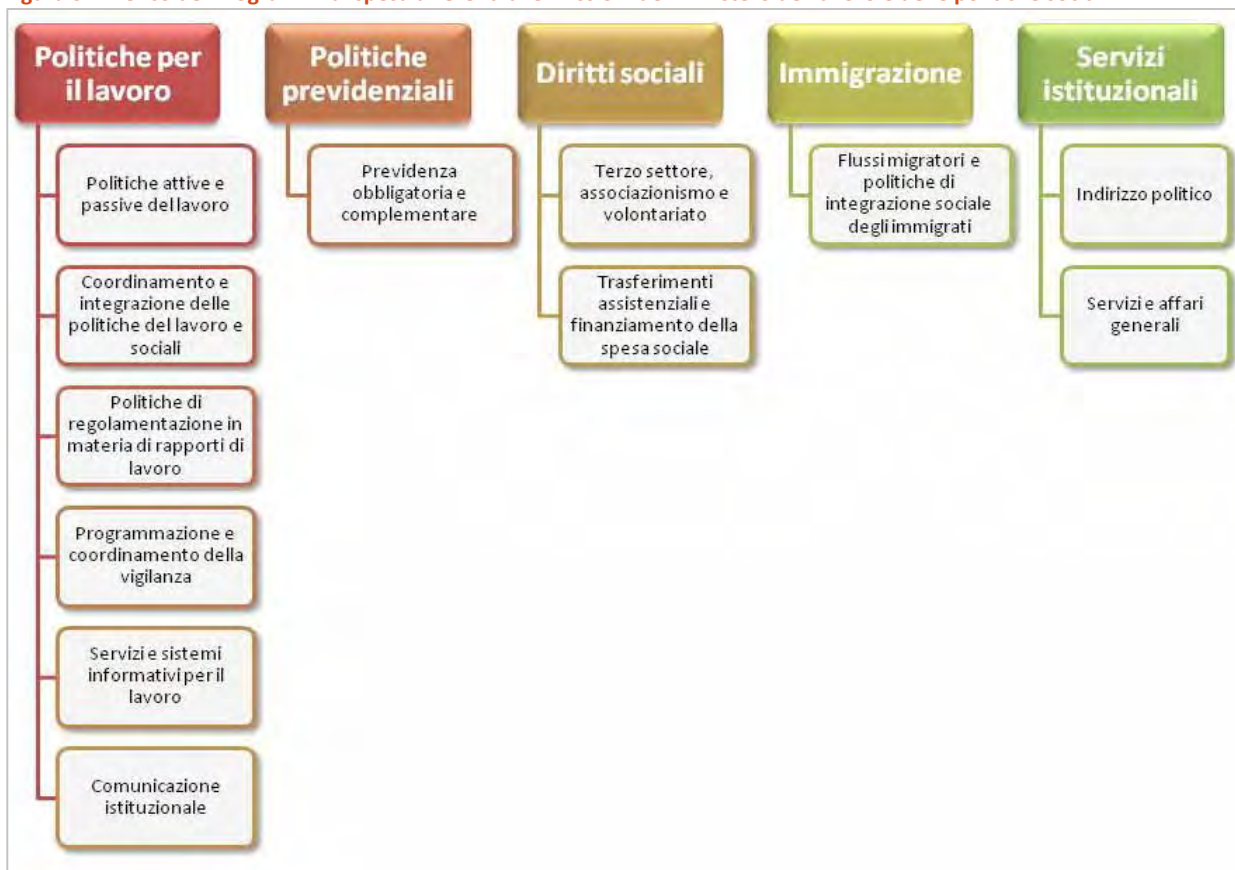 Politiche per
il lavoro
Politiche attive e
passive del lavoro
Coordinamento e
integrazione delle
politiche del lavoro e
sociali
Politiche di
regolamentazione in
materia di rapporti di
lavoro
Programmazione e
coordinamento della
vigilanza
Servizi e sistemi
informativi per il
lavoro
Comunicazione
istituzionale
Politiche
previdenziali
Previdenza
obbligatoria e
complementare
Diritti sociali
Terzo settore,
associazionismo e
volontariato
Trasferimenti
assistenziali e
finanziamento della
spesa sociale
Immigrazione
Flussi migratori e
politiche di
integrazione sociale
degli immigrati
Servizi
istituzionali
Indirizzo politico
Servizi e affari
generali